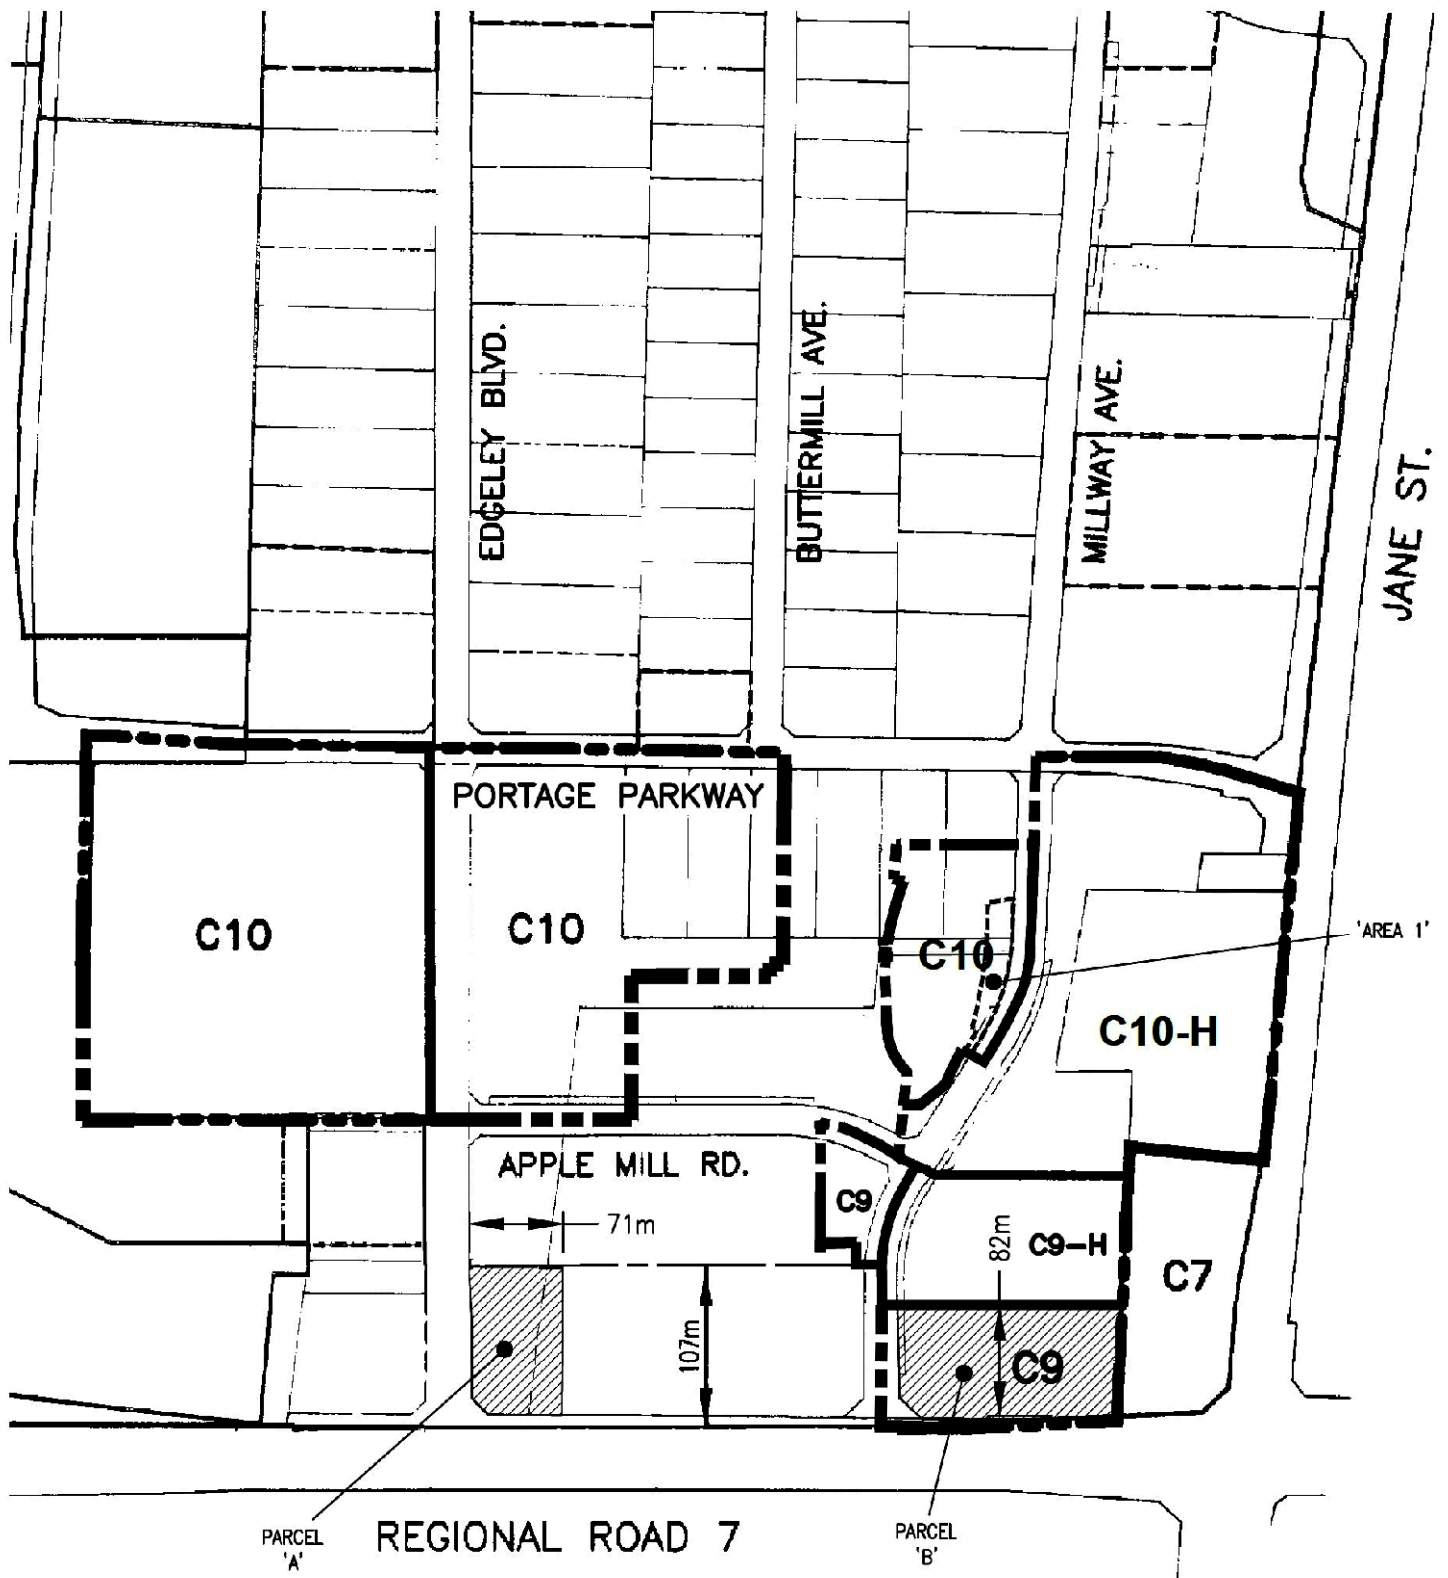 EDGELEY BLVD.
BUTTERMILL AVE.
MILLWAY AVE.
JANE ST.
PORTAGE PARKWAY
C10
C10
C10
'AREA 1'
C10-H
APPLE MILL RD.
C9
71m
82m
C9-H
C7
107m
C9
PARCEL
'A'
REGIONAL ROAD 7
PARCEL
'B'